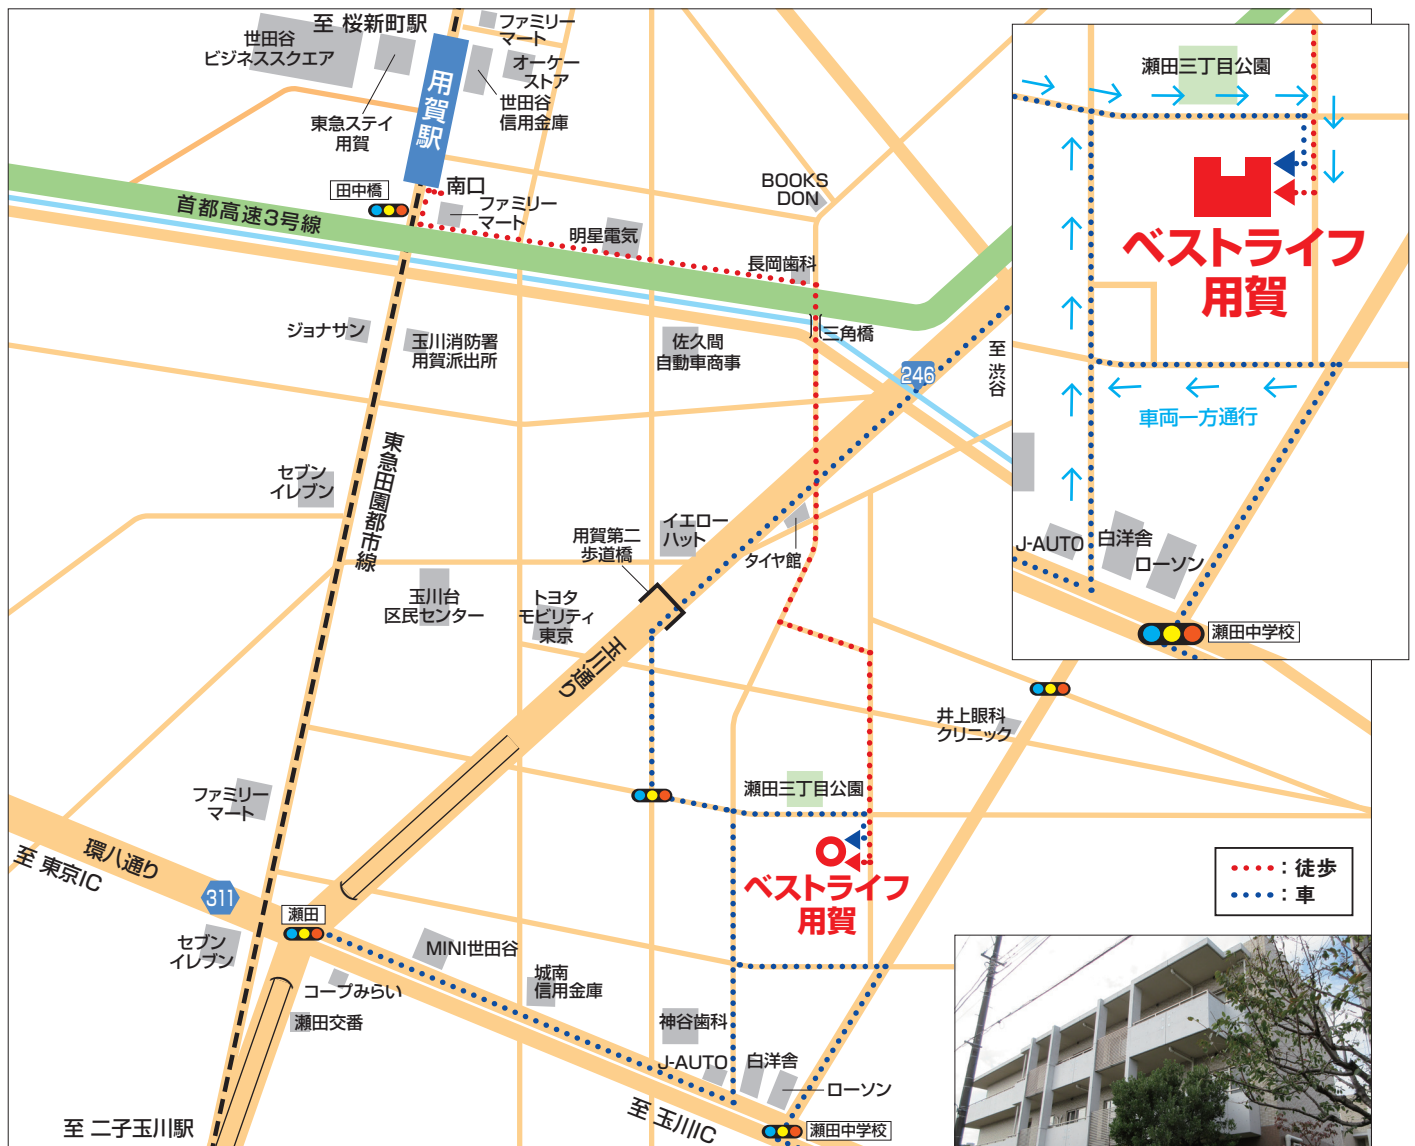 至 桜新町駅
世田谷
ビジネススクエア
東急ステイ
用賀
用賀駅
ファミリー
マート
オーケー
ストア
世田谷
信用金庫
田中橋
南口
ファミリー
マート
首都高速3号線
明星電気
BOOKS
DON
長岡歯科
三角橋
ジョナサン
玉川消防署
用賀派出所
佐久間
自動車商事
246
至 渋谷
東急田園都市線
セブン
イレブン
用賀第二
歩道橋
イエロー
ハット
タイヤ館
玉川台
区民センター
トヨタ
モビリティ
東京
玉川通り
井上眼科
クリニック
ファミリー
マート
瀬田三丁目公園
ベストライフ
用賀
環八通り
至 東京IC
311
瀬田
セブン
イレブン
MINI世田谷
コープみらい
瀬田交番
城南
信用金庫
神谷歯科
J-AUTO
白洋舎
ローソン
至 玉川IC
瀬田中学校
至 二子玉川駅
瀬田三丁目公園
ベストライフ
用賀
車両一方通行
J-AUTO
白洋舎
ローソン
瀬田中学校
:徒歩
:車